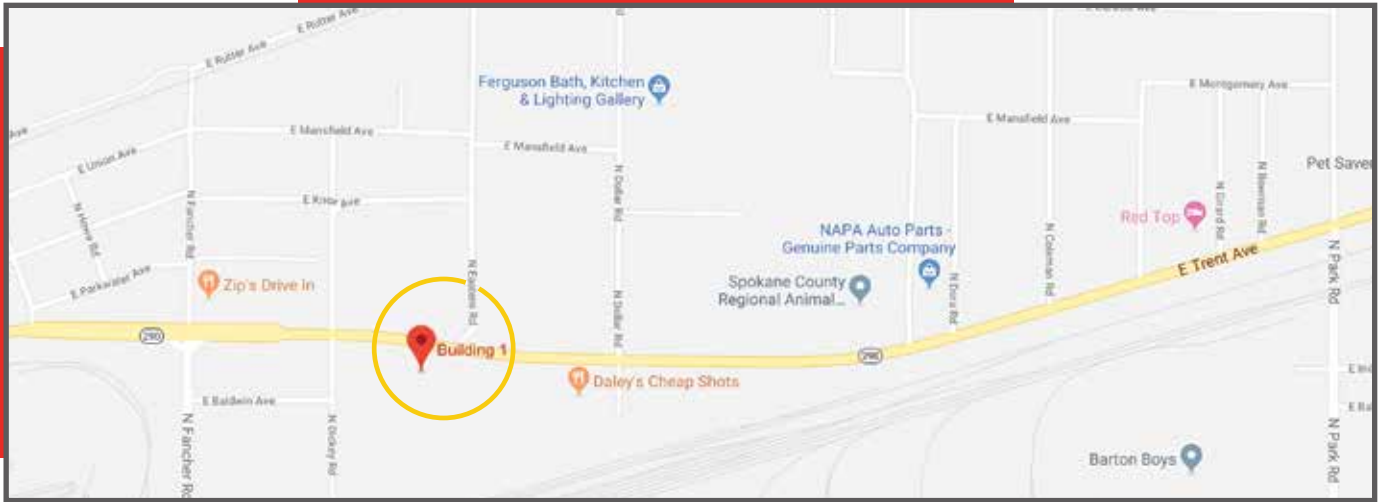 E Rutter Ave
E Rutter Ave
Ferguson Bath, Kitchen
& Lighting Gallery
E Montgomery Ave
E Mansfield Ave
E Mansfield Ave
E Mansfield Ave
Ave
E Union Ave
Pet Saver
N Howe Rd
N Fancher Rd
E Knox Ave
N Dollar Rd
N Girard Rd
N Bowman Rd
Red Top
NAPA Auto Parts -
Genuine Parts Company
N Coleman Rd
N Park Rd
E Trent Ave
E Parkwater Ave
Zip's Drive In
N Eastern Rd
Spokane County
Regional Animal...
N Dora Rd
N Dollar Rd
290
Building 1
290
Daley's Cheap Shots
E Baldwin Ave
N Fancher Rd
N Dickey Rd
Barton Boys
N Park Rd